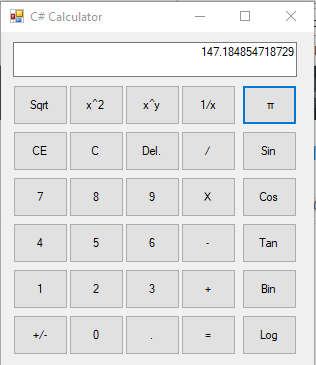 C# Calculator
147.184854718729
Sqrt x^2 x^y 1/x π
CE C Del. / Sin
7 8 9 X Cos
4 5 6 - Tan
1 2 3 + Bin
+/- 0 . = Log